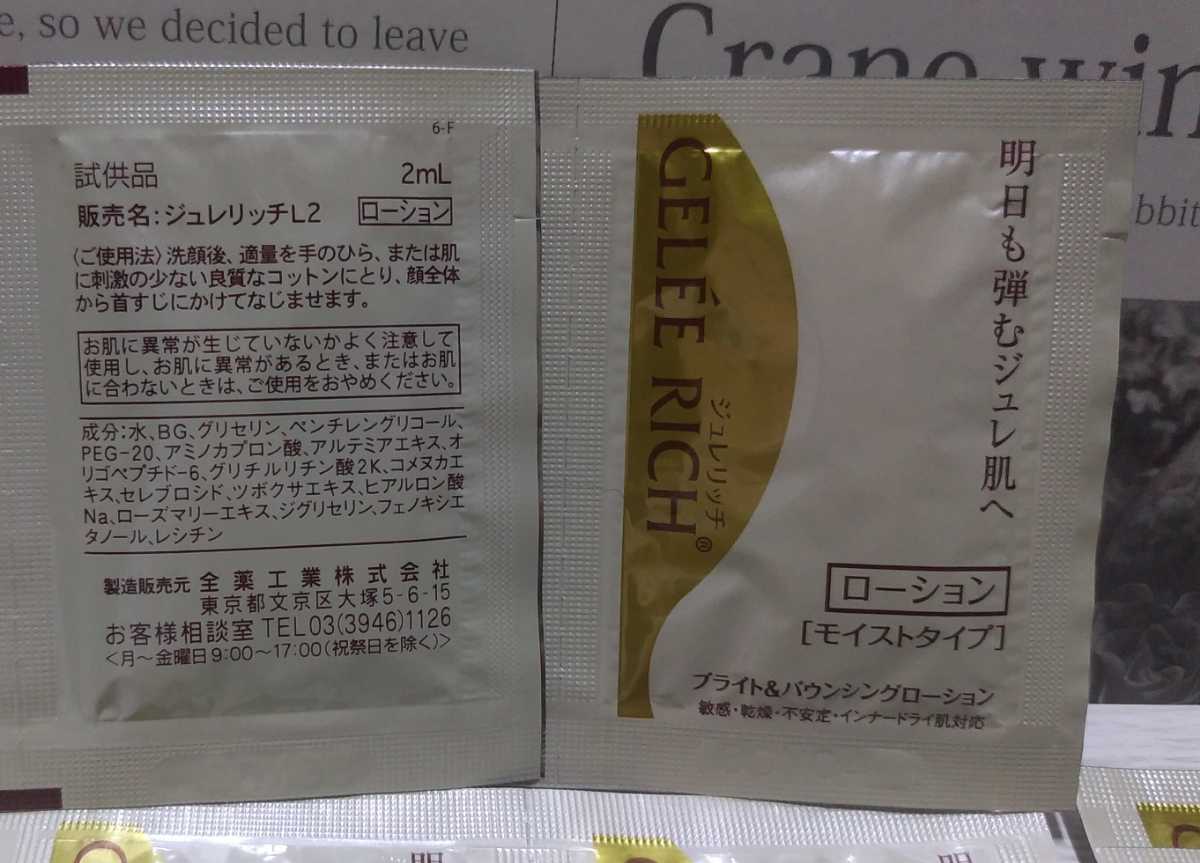 e, so we decided to leave
Crane win
bbit
6-F
試供品 2mL
販売名:ジュレリッチL2 ローション
〈ご使用法〉洗顔後、適量を手のひら、または肌
に刺激の少ない良質なコットンにとり、顔全体
から首すじにかけてなじませます。
お肌に異常が生じていないかよく注意して
使用し、お肌に異常があるとき、またはお肌
に合わないときは、ご使用をおやめください。
成分:水、BG、グリセリン、ペンチレングリコール、
PEG-20、アミノカプロン酸、アルテミアエキス、オ
リゴペプチド-6、グリチルリチン酸2K、コメヌカエ
キス、セレブロシド、ツボクサエキス、ヒアルロン酸
Na、ローズマリーエキス、ジグリセリン、フェノキシエ
タノール、レシチン
製造販売元 全薬工業株式会社
東京都文京区大塚5-6-15
お客様相談室 TEL03(3946)1126
<月〜金曜日9:00〜17:00(祝祭日を除く)>
明日も弾むジュレ肌へ
GELÉE RICH®
ジュレリッチ
ローション
[モイストタイプ]
ブライト&バウンシングローション
敏感・乾燥・不安定・インナードライ肌対応
明
明